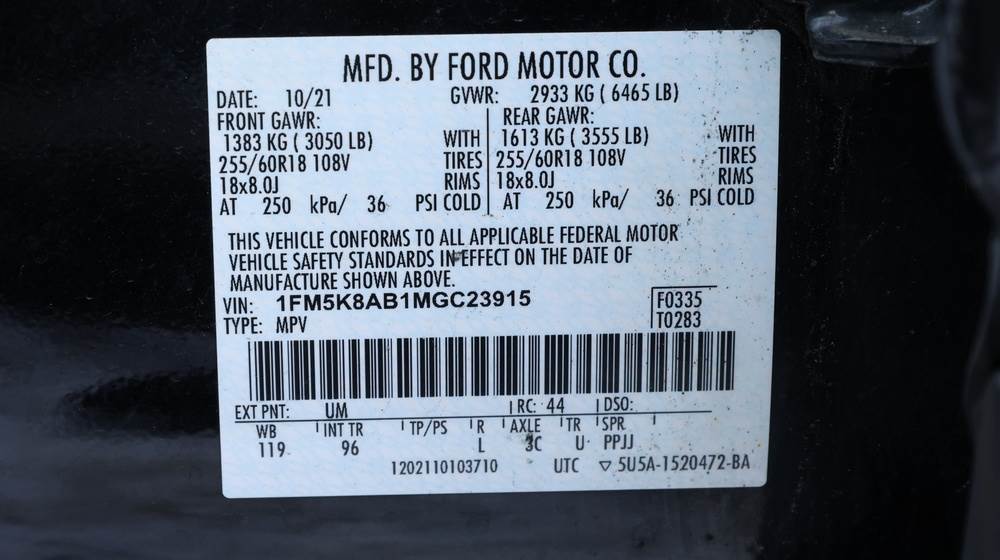 MFD. BY FORD MOTOR CO.
DATE: 10/21 GVWR: 2933 KG ( 6465 LB)
FRONT GAWR: REAR GAWR:
1383 KG ( 3050 LB) WITH 1613 KG ( 3555 LB) WITH
255/60R18 108V TIRES 255/60R18 108V TIRES
18x8.0J RIMS 18x8.0J RIMS
AT 250 kPa/ 36 PSI COLD AT 250 kPa/ 36 PSI COLD
THIS VEHICLE CONFORMS TO ALL APPLICABLE FEDERAL MOTOR
VEHICLE SAFETY STANDARDS IN EFFECT ON THE DATE OF
MANUFACTURE SHOWN ABOVE.
VIN: 1FM5K8AB1MGC23915 F0335
TYPE: MPV T0283
EXT PNT: UM RC: 44 DSO:
WB INT TR TP/PS R AXLE TR SPR
119 96 L 3C U PPJJ
1202110103710 UTC ▽ 5U5A-1520472-BA